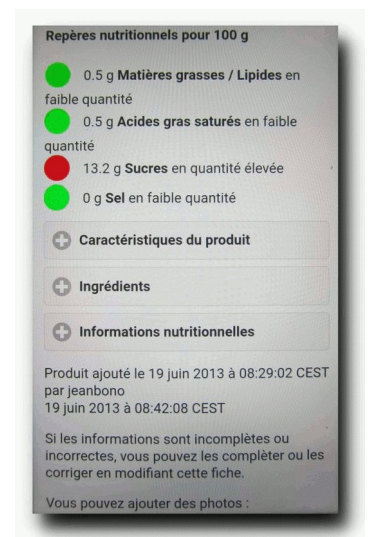 Repères nutritionnels pour 100 g
0.5 g Matières grasses / Lipides en
faible quantité
0.5 g Acides gras saturés en faible
quantité
13.2 g Sucres en quantité élevée
0 g Sel en faible quantité
Caractéristiques du produit
Ingrédients
Informations nutritionnelles
Produit ajouté le 19 juin 2013 à 08:29:02 CEST
par jeanbono
19 juin 2013 à 08:42:08 CEST
Si les informations sont incomplètes ou
incorrectes, vous pouvez les complèter ou les
corriger en modifiant cette fiche.
Vous pouvez ajouter des photos :